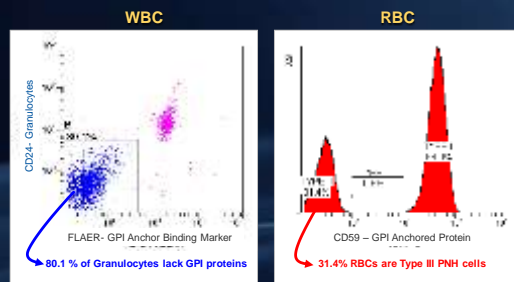 WBC
RBC
CD24- Granulocytes
FLAER- GPI Anchor Binding Marker
CD59 – GPI Anchored Protein
80.1 % of Granulocytes lack GPI proteins
31.4% RBCs are Type III PNH cells